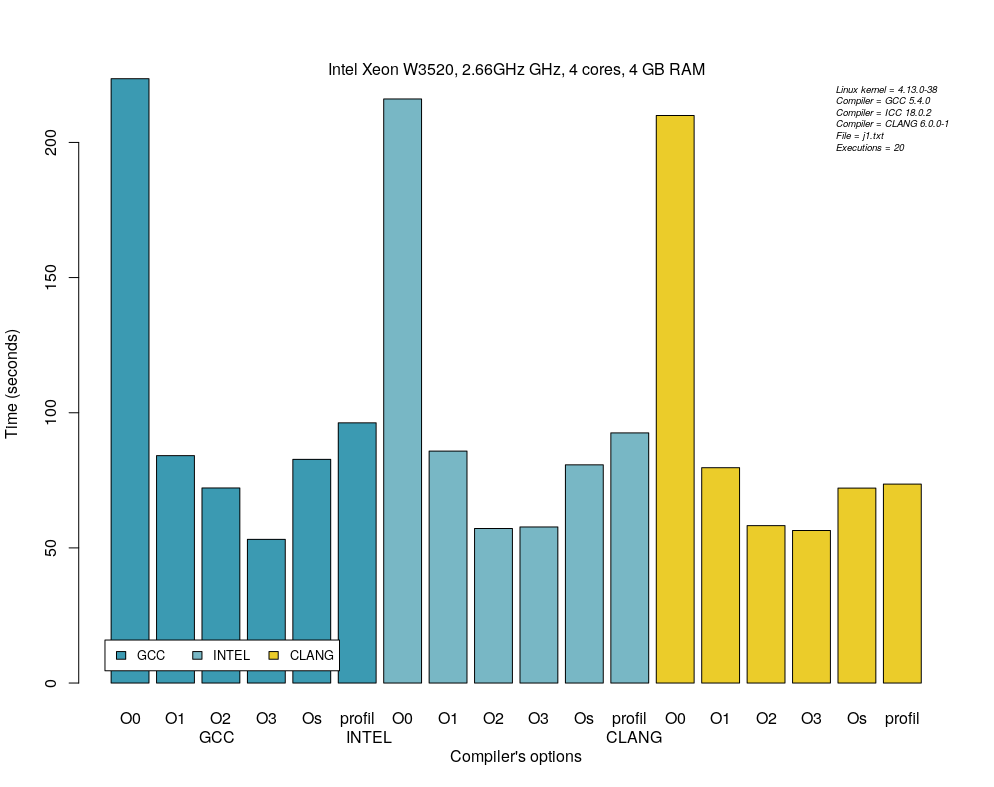 Intel Xeon W3520, 2.66GHz GHz, 4 cores, 4 GB RAM
Linux kernel = 4.13.0-38
Compiler = GCC 5.4.0
Compiler = ICC 18.0.2
Compiler = CLANG 6.0.0-1
File = j1.txt
Executions = 20
Time (seconds)
200
150
100
50
0
GCC INTEL CLANG
O0 O1 O2 O3 Os profil O0 O1 O2 O3 Os profil O0 O1 O2 O3 Os profil
GCC INTEL CLANG
Compiler's options